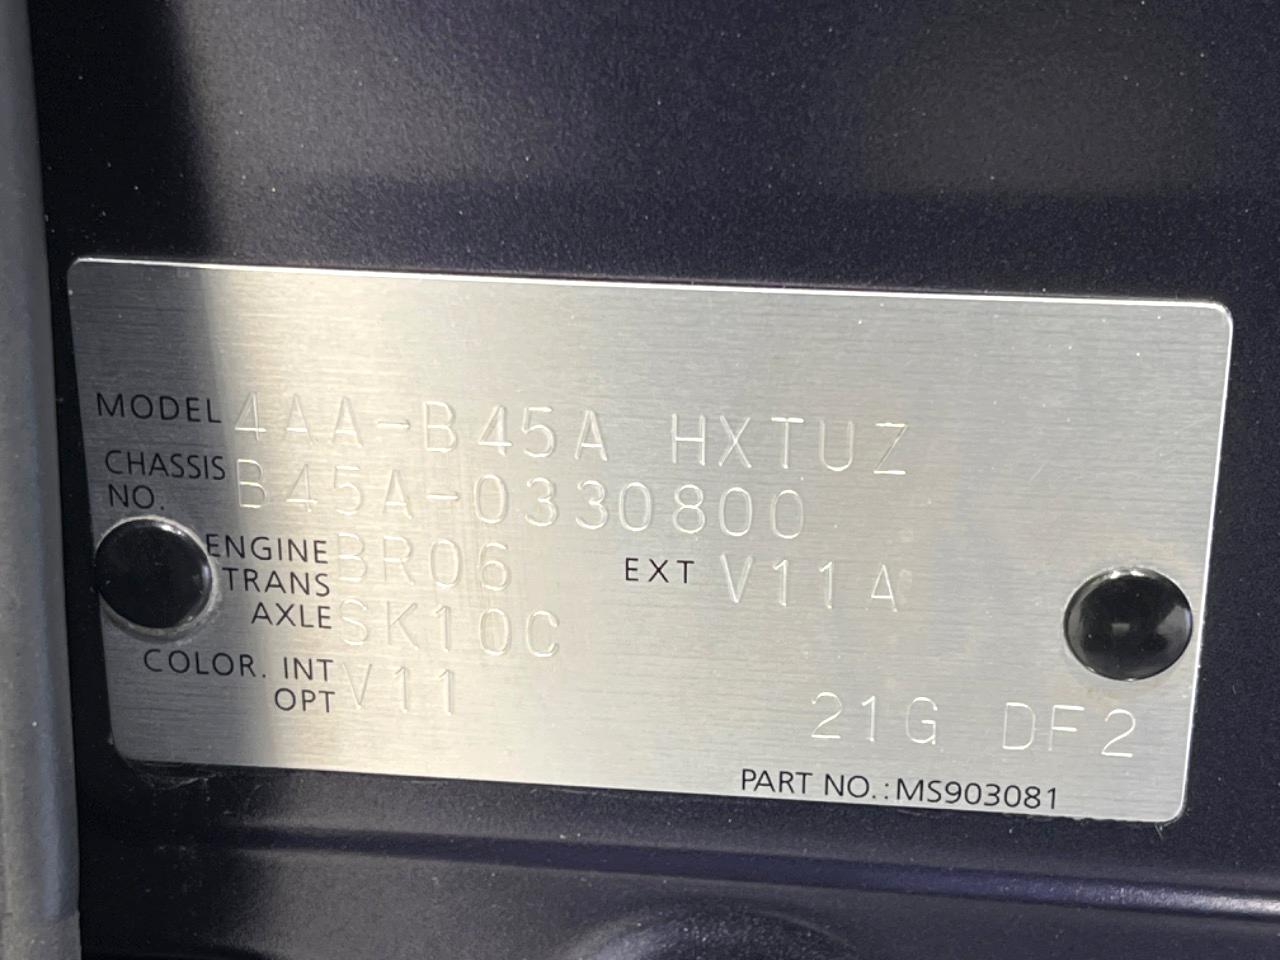 MODEL 4AA-B45A HXTUZ
CHASSIS NO. B45A-0330800
ENGINE BR06 EXT V11A
TRANS AXLE SK10C
COLOR. INT V11
OPT
21G DF2
PART NO.:MS903081